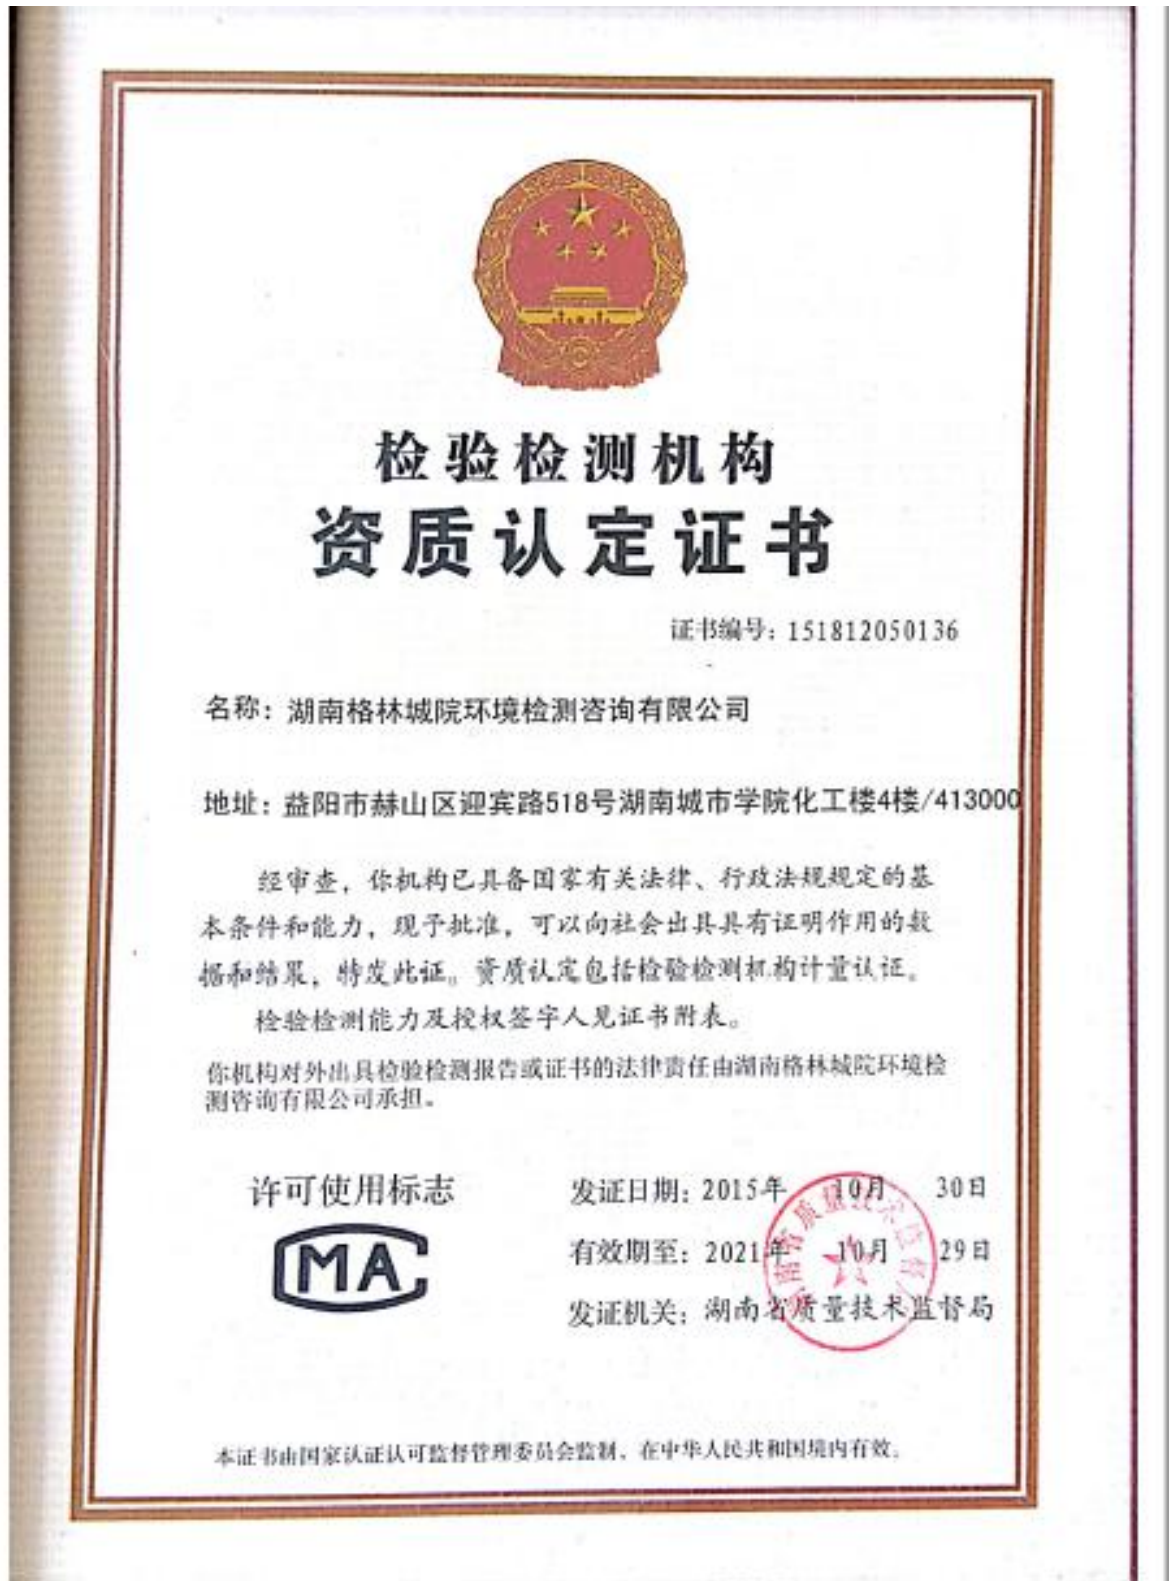 检验检测机构
资质认定证书
证书编号：151812050136
名称：湖南格林城院环境检测咨询有限公司
地址：益阳市赫山区迎宾路518号湖南城市学院化工楼4楼/413000
经审查，你机构已具备国家有关法律、行政法规规定的基
本条件和能力，现予批准，可以向社会出具具有证明作用的数
据和结果，特发此证。资质认定包括检验检测机构计量认证。
检验检测能力及授权签字人见证书附表。
你机构对外出具检验检测报告或证书的法律责任由湖南格林城院环境检
测咨询有限公司承担。
许可使用标志
MA
发证日期：2015年 10月 30日
有效期至：2021年 10月 29日
发证机关：湖南省质量技术监督局
湖南省质量技术监督
本证书由国家认证认可监督管理委员会监制，在中华人民共和国境内有效。